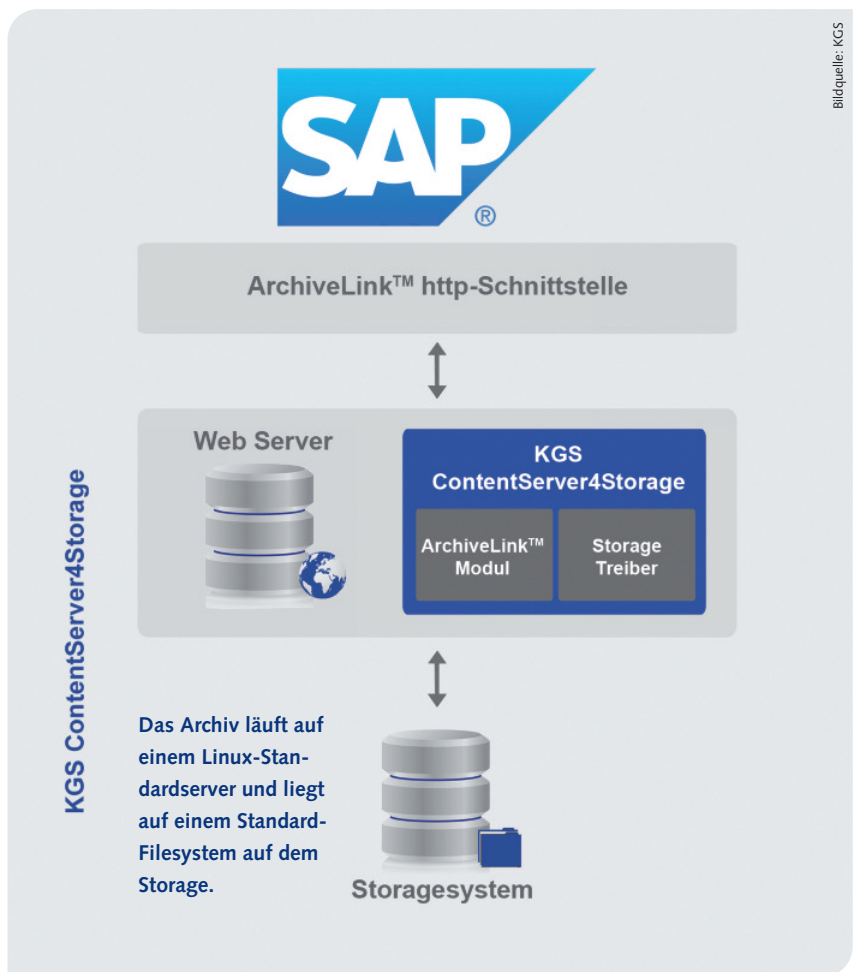 Bildquelle: KGS
SAP
®
ArchiveLink™ http-Schnittstelle
Web Server
KGS
ContentServer4Storage
ArchiveLink™
Modul
Storage
Treiber
KGS ContentServer4Storage
Das Archiv läuft auf
einem Linux-Stan-
dardserver und liegt
auf einem Standard-
Filesystem auf dem
Storage.
Storagesystem